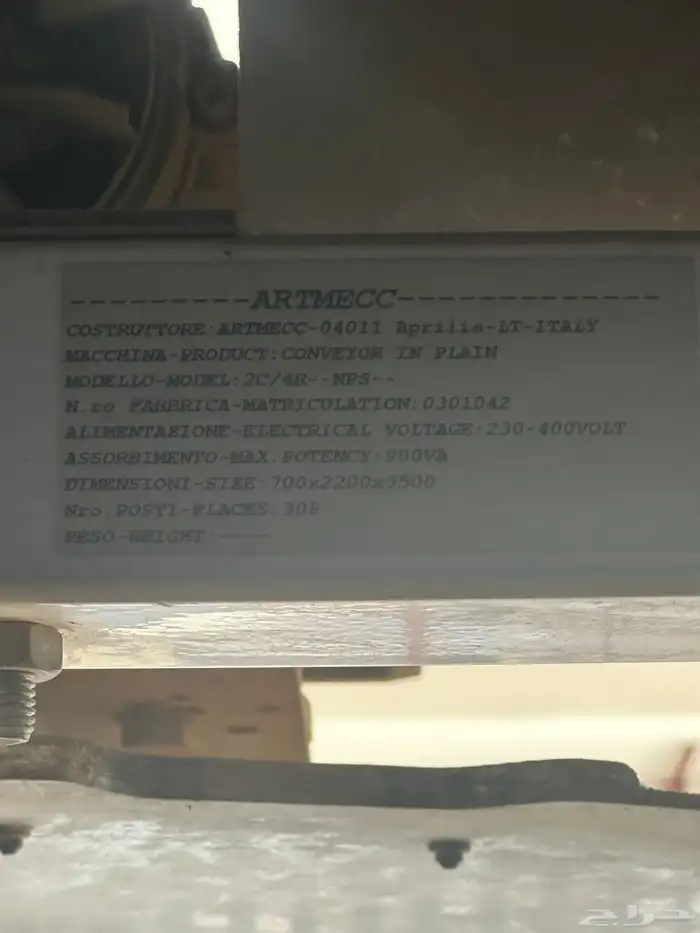 ---------ARTMECC-------------
COSTRUTTORE:ARTMECC-04011 Aprilia-LT-ITALY
MACCHINA-PRODUCT:CONVEYOR IN PLAIN
MODELLO-MODEL:2C/4R--NPS--
N.ro FABBRICA-MATRICULATION:0301042
ALIMENTAZIONE-ELECTRICAL VOLTAGE:230-400VOLT
ASSORBIMENTO-MAX.POTENCY:900VA
DIMENSIONI-SIZE:700x2200x5500
Nro.POSTI-PLACES:308
PESO-WEIGHT:----
حراج